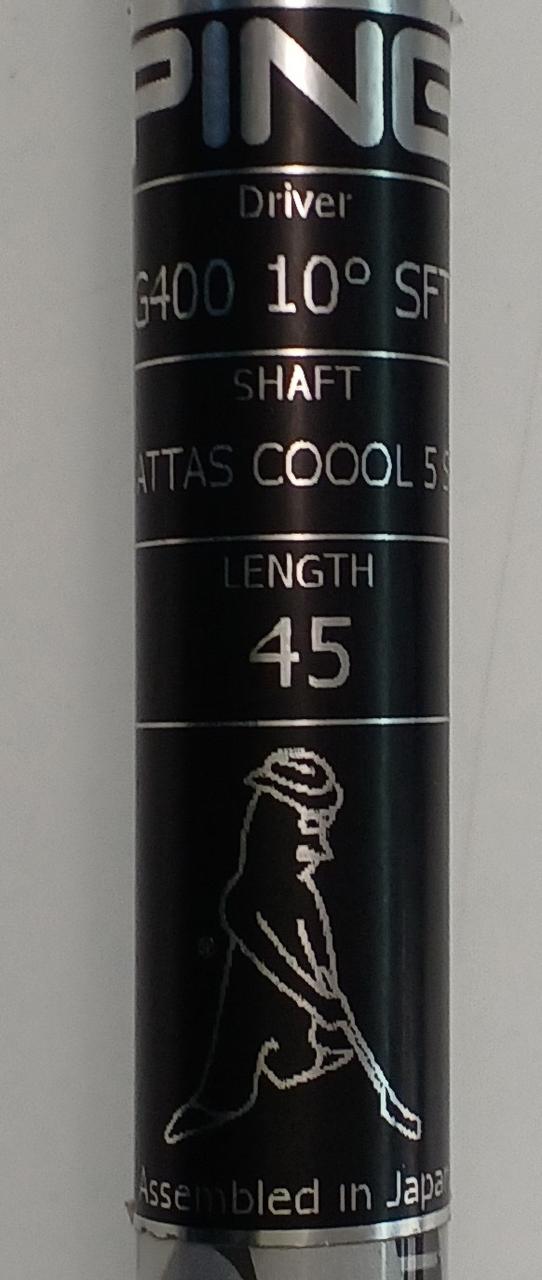 PING
Driver
G400 10° SFT
SHAFT
ATTAS COOOL 5 S
LENGTH
45
®
Assembled in Japan